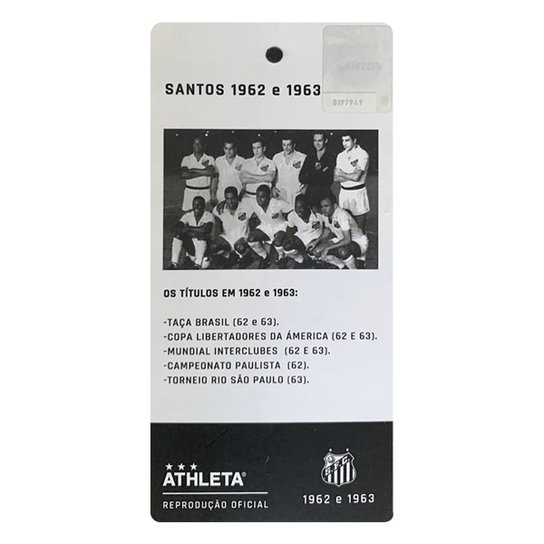 SANTOS
0197949
SANTOS 1962 e 1963
OS TÍTULOS EM 1962 e 1963:
-TAÇA BRASIL (62 e 63).
-COPA LIBERTADORES DA ÁMERICA (62 E 63).
-MUNDIAL INTERCLUBES (62 E 63).
-CAMPEONATO PAULISTA (62).
-TORNEIO RIO SÃO PAULO (63).
ATHLETA®
REPRODUÇÃO OFICIAL
1962 e 1963